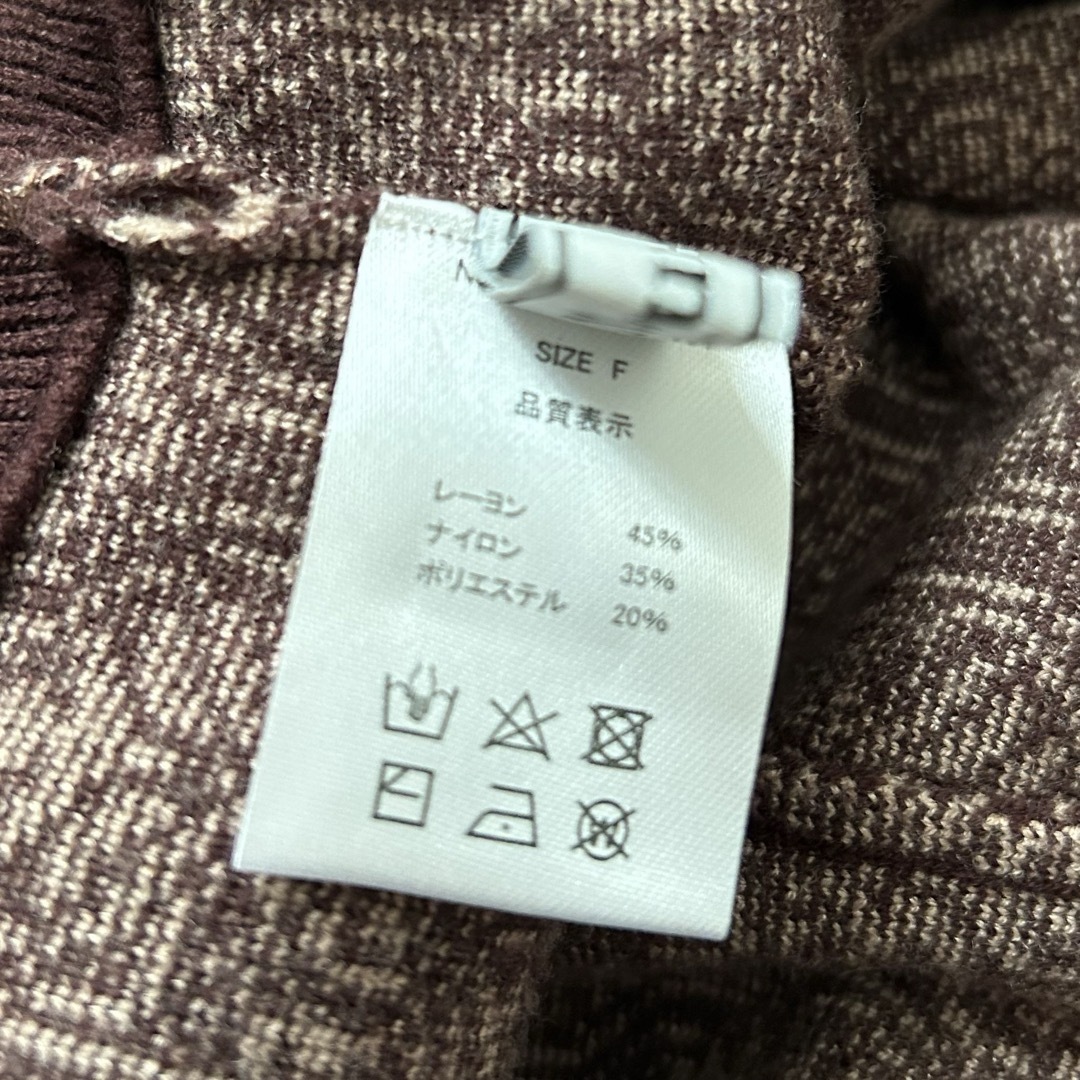 SIZE F
品質表示
レーヨン 45%
ナイロン 35%
ポリエステル 20%